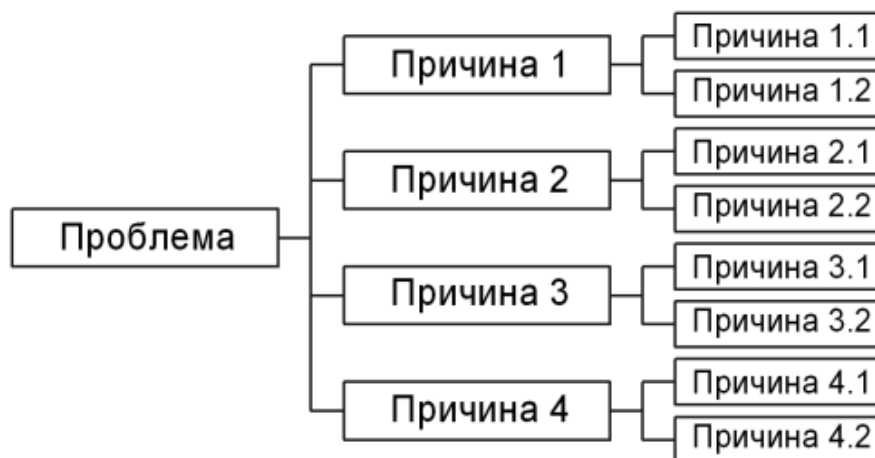 Проблема
Причина 1
Причина 1.1
Причина 1.2
Причина 2
Причина 2.1
Причина 2.2
Причина 3
Причина 3.1
Причина 3.2
Причина 4
Причина 4.1
Причина 4.2